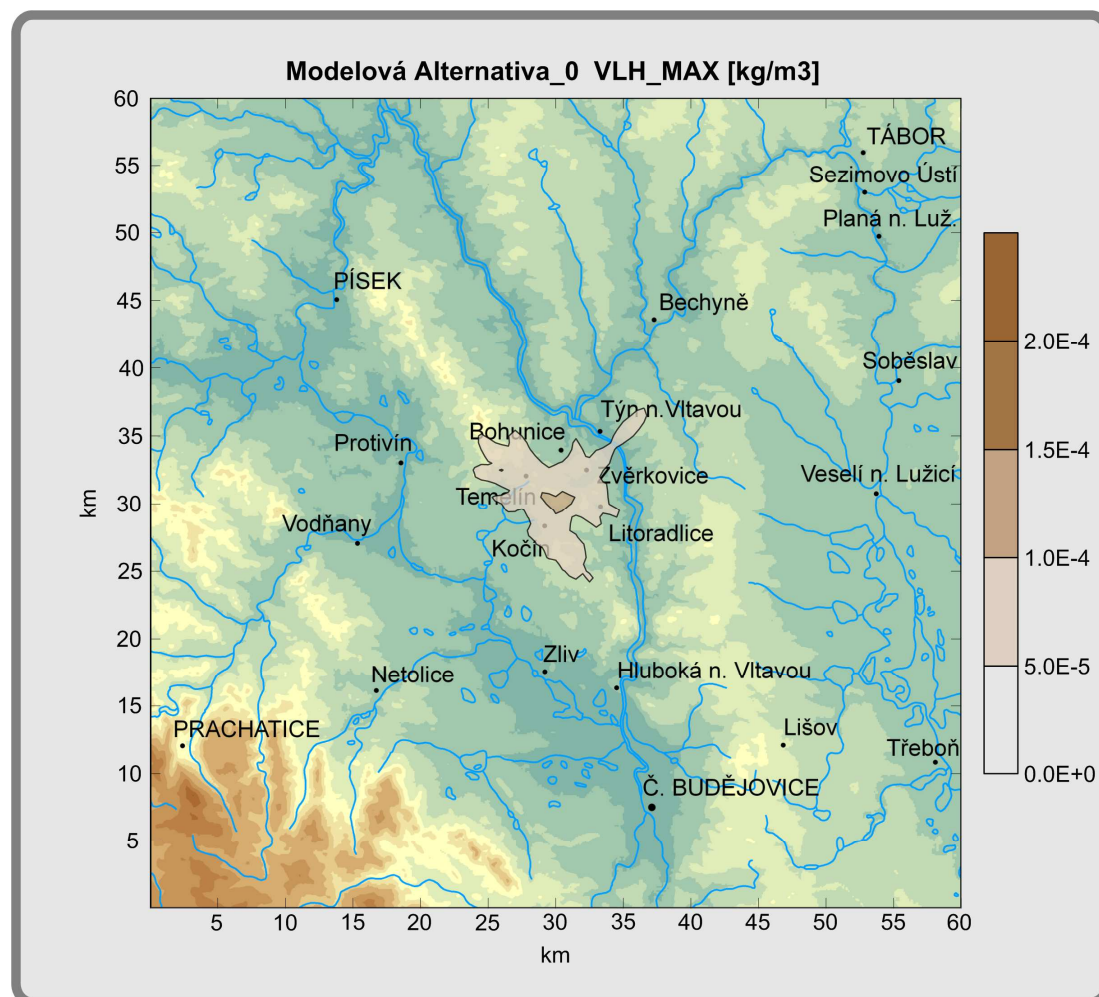 Modelová Alternativa_0 VLH_MAX [kg/m3]
60
55
50
45
40
35
30
25
20
15
10
5
km
5
10
15
20
25
30
35
40
45
50
55
60
km
TÁBOR
Sezimovo Ústí
Planá n. Luž.
PÍSEK
Bechyně
Soběslav
Týn n.Vltavou
Bohunice
Protivín
Zvěrkovice
Veselí n. Lužicí
Temelín
Vodňany
Litoradlice
Kočín
Zliv
Netolice
Hluboká n. Vltavou
PRACHATICE
Lišov
Třeboň
Č. BUDĚJOVICE
2.0E-4
1.5E-4
1.0E-4
5.0E-5
0.0E+0